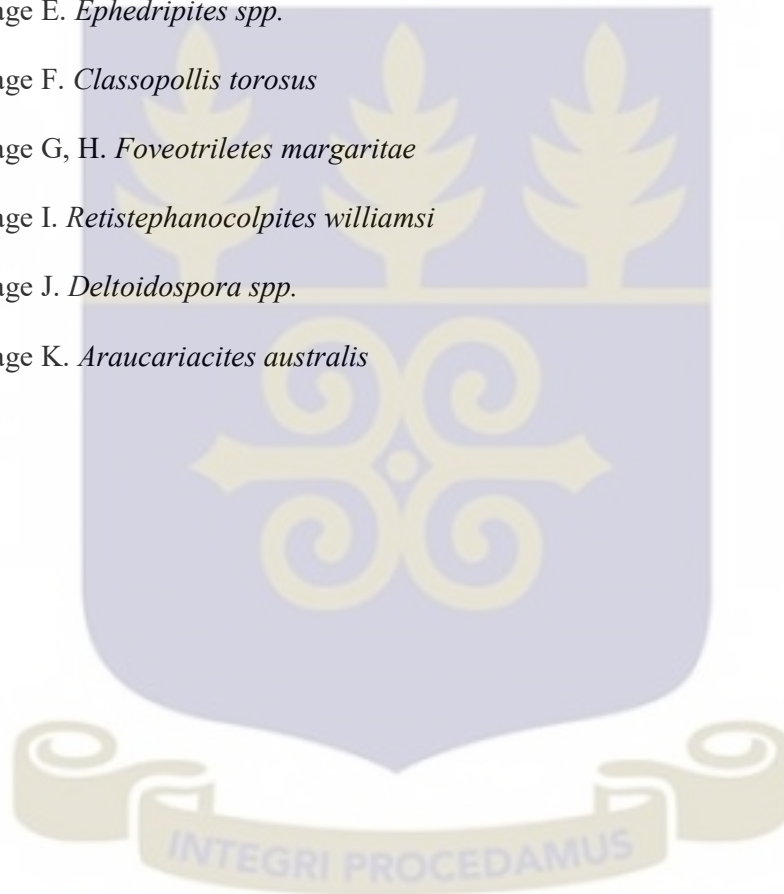 age E. Ephedripites spp.
age F. Classopollis torosus
age G, H. Foveotriletes margaritae
age I. Retistephanocolpites williamsi
age J. Deltoidospora spp.
age K. Araucariacites australis
INTEGRI PROCEDAMUS